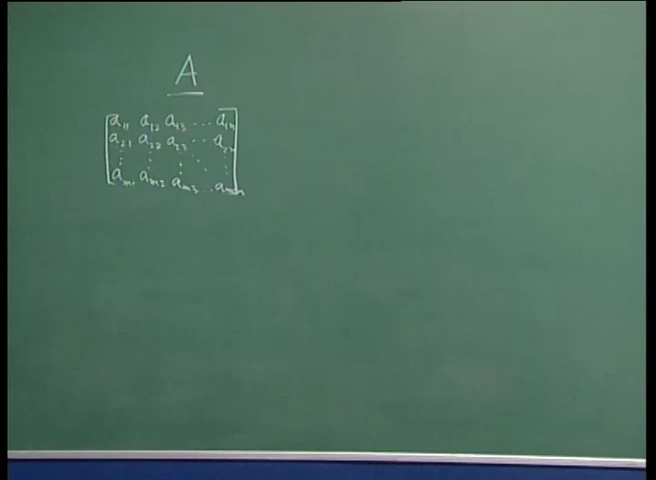 A
a11 a12 a13 ... a1n
a21 a22 a23 ... a2n
⋮ ⋮ ⋮ ⋱ ⋮
am1 am2 am3 ... amn